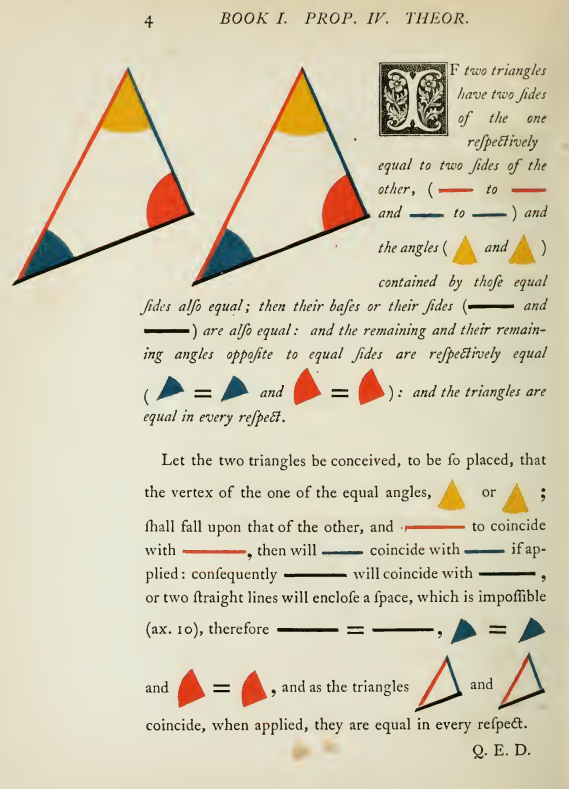 4 BOOK I. PROP. IV. THEOR.
IF two triangles
have two ſides
of the one
reſpectively
equal to two ſides of the
other, ( to
and to ) and
the angles ( and )
contained by thoſe equal
ſides alſo equal; then their baſes or their ſides ( and
) are alſo equal: and the remaining and their remain-
ing angles oppoſite to equal ſides are reſpectively equal
( = and = ): and the triangles are
equal in every reſpect.
Let the two triangles be conceived, to be ſo placed, that
the vertex of the one of the equal angles, or ;
ſhall fall upon that of the other, and to coincide
with , then will coincide with if ap-
plied: conſequently will coincide with ,
or two ſtraight lines will encloſe a ſpace, which is impoſſible
(ax. 10), therefore = , =
and = , and as the triangles and
coincide, when applied, they are equal in every reſpect.
Q. E. D.